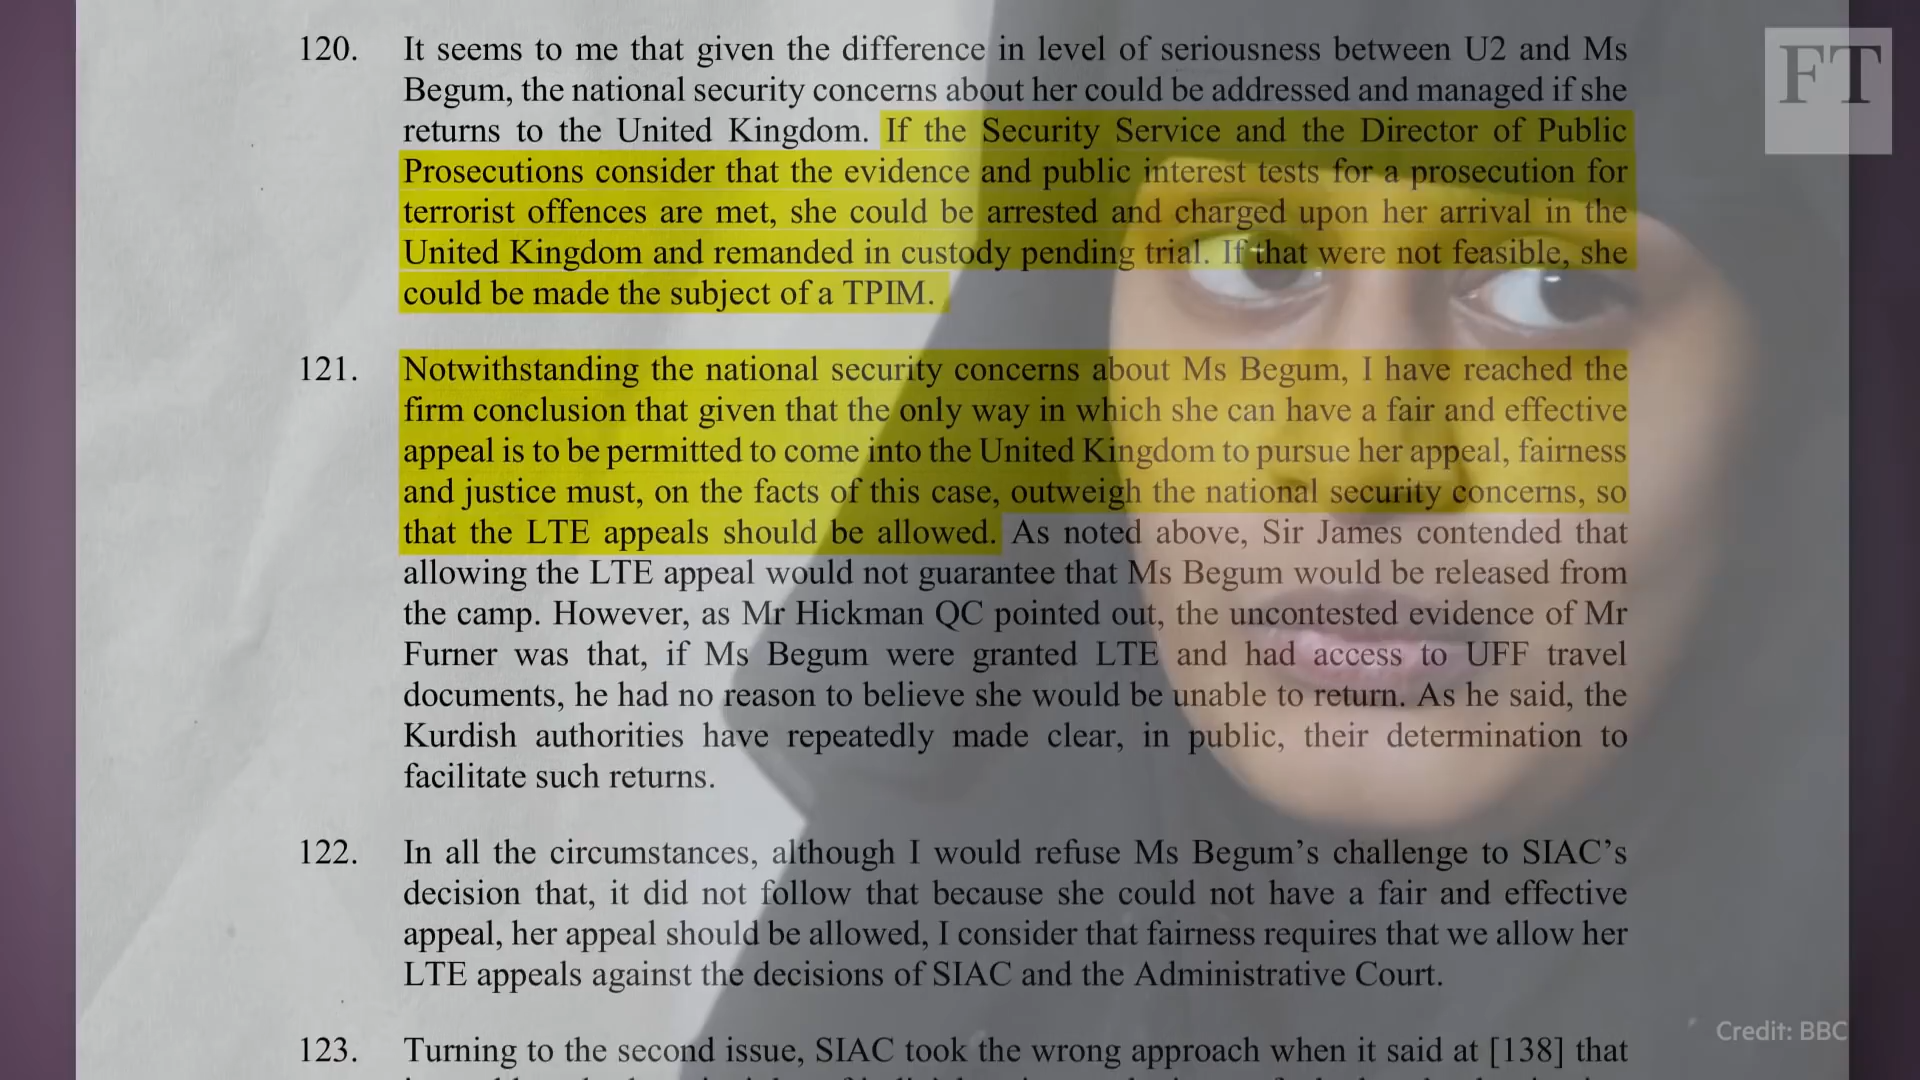 FT
120. It seems to me that given the difference in level of seriousness between U2 and Ms
Begum, the national security concerns about her could be addressed and managed if she
returns to the United Kingdom. If the Security Service and the Director of Public
Prosecutions consider that the evidence and public interest tests for a prosecution for
terrorist offences are met, she could be arrested and charged upon her arrival in the
United Kingdom and remanded in custody pending trial. If that were not feasible, she
could be made the subject of a TPIM.
121. Notwithstanding the national security concerns about Ms Begum, I have reached the
firm conclusion that given that the only way in which she can have a fair and effective
appeal is to be permitted to come into the United Kingdom to pursue her appeal, fairness
and justice must, on the facts of this case, outweigh the national security concerns, so
that the LTE appeals should be allowed. As noted above, Sir James contended that
allowing the LTE appeal would not guarantee that Ms Begum would be released from
the camp. However, as Mr Hickman QC pointed out, the uncontested evidence of Mr
Furner was that, if Ms Begum were granted LTE and had access to UFF travel
documents, he had no reason to believe she would be unable to return. As he said, the
Kurdish authorities have repeatedly made clear, in public, their determination to
facilitate such returns.
122. In all the circumstances, although I would refuse Ms Begum's challenge to SIAC's
decision that, it did not follow that because she could not have a fair and effective
appeal, her appeal should be allowed, I consider that fairness requires that we allow her
LTE appeals against the decisions of SIAC and the Administrative Court.
Credit: BBC
123. Turning to the second issue, SIAC took the wrong approach when it said at [138] that